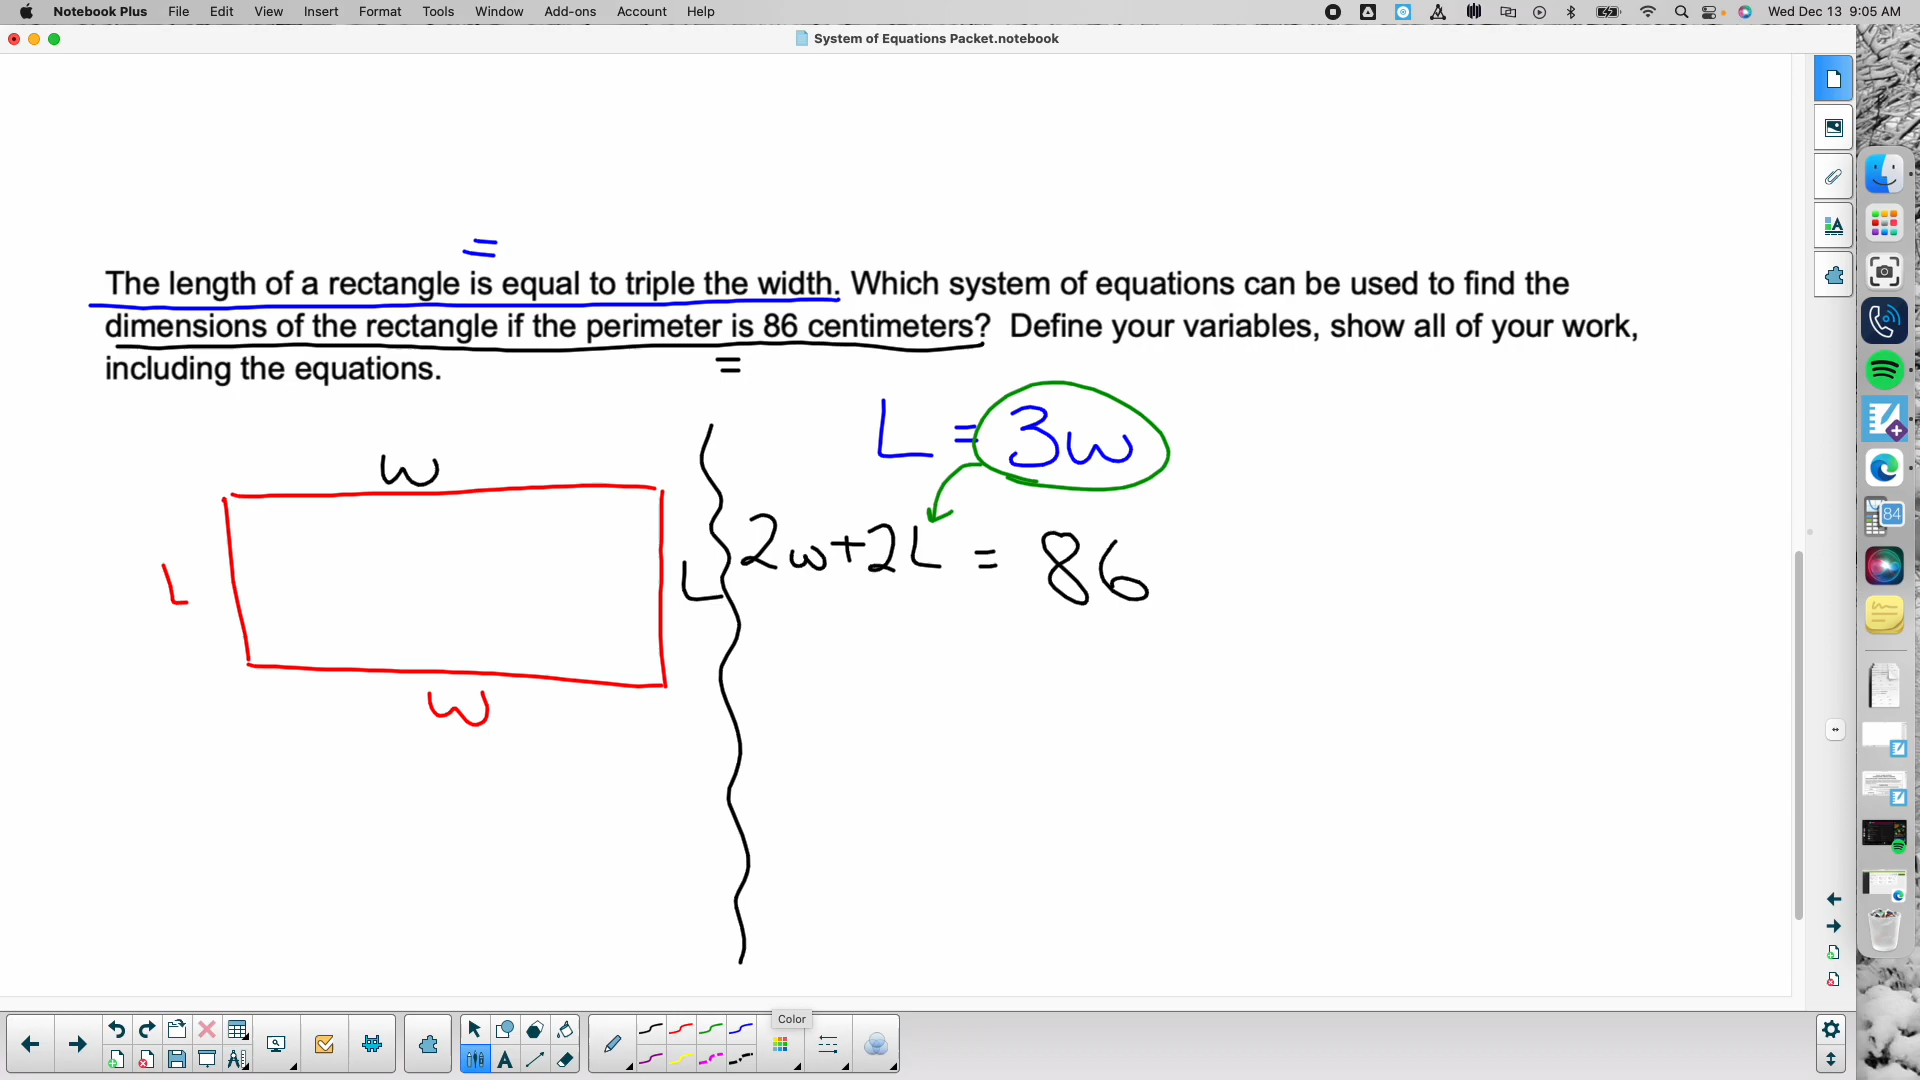 Notebook Plus File Edit View Insert Format Tools Window Add-ons Account Help Wed Dec 13 9:05 AM
System of Equations Packet.notebook
=
The length of a rectangle is equal to triple the width. Which system of equations can be used to find the
dimensions of the rectangle if the perimeter is 86 centimeters? Define your variables, show all of your work,
=
including the equations.
L = 3w
w
2w+2L = 86
L
L
w
84
Color
A